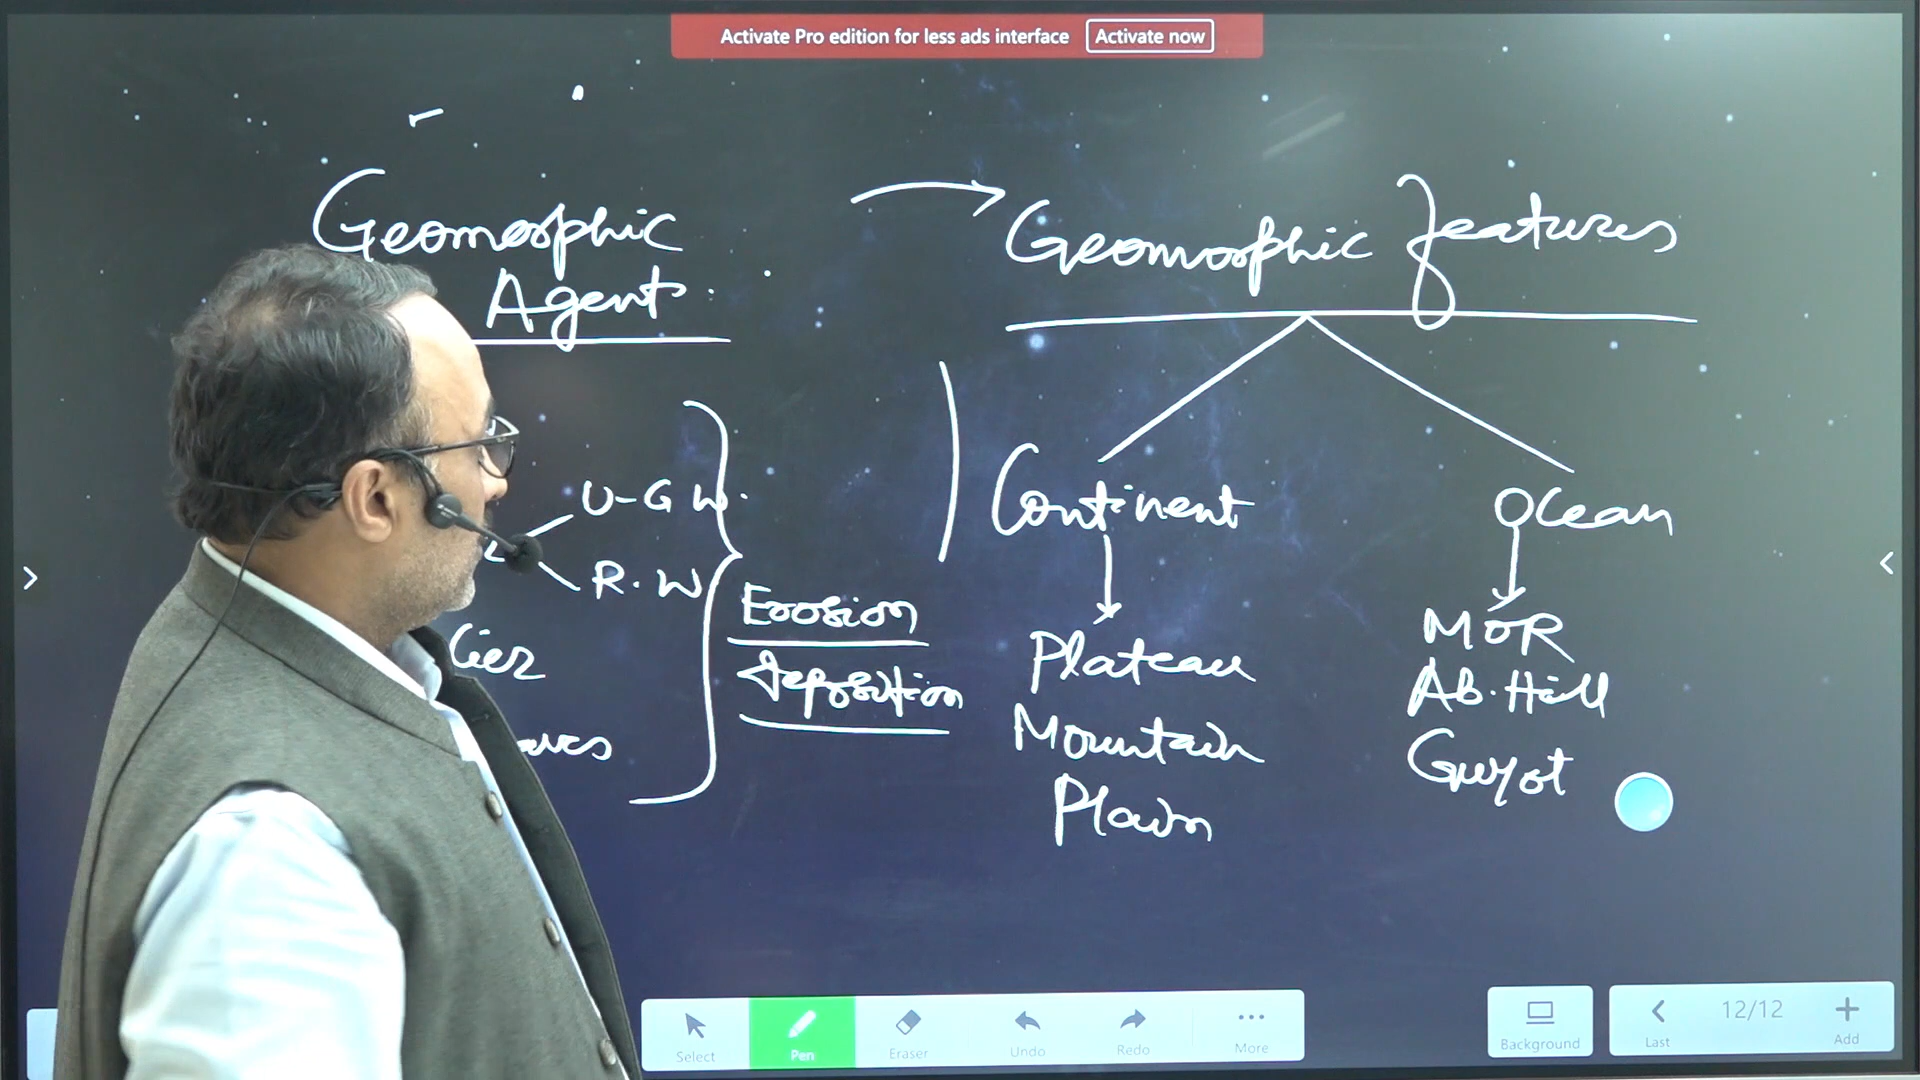 Activate Pro edition for less ads interface Activate now
Geomorphic
Agent
Geomorphic features
U-G W.
R.W
Erosion
Deposition
Continent
Plateau
Mountain
Plain
Ocean
MOR
Ab. Hill
Guyot
Select
Pen
Eraser
Undo
Redo
More
Background
Last
12/12
Add